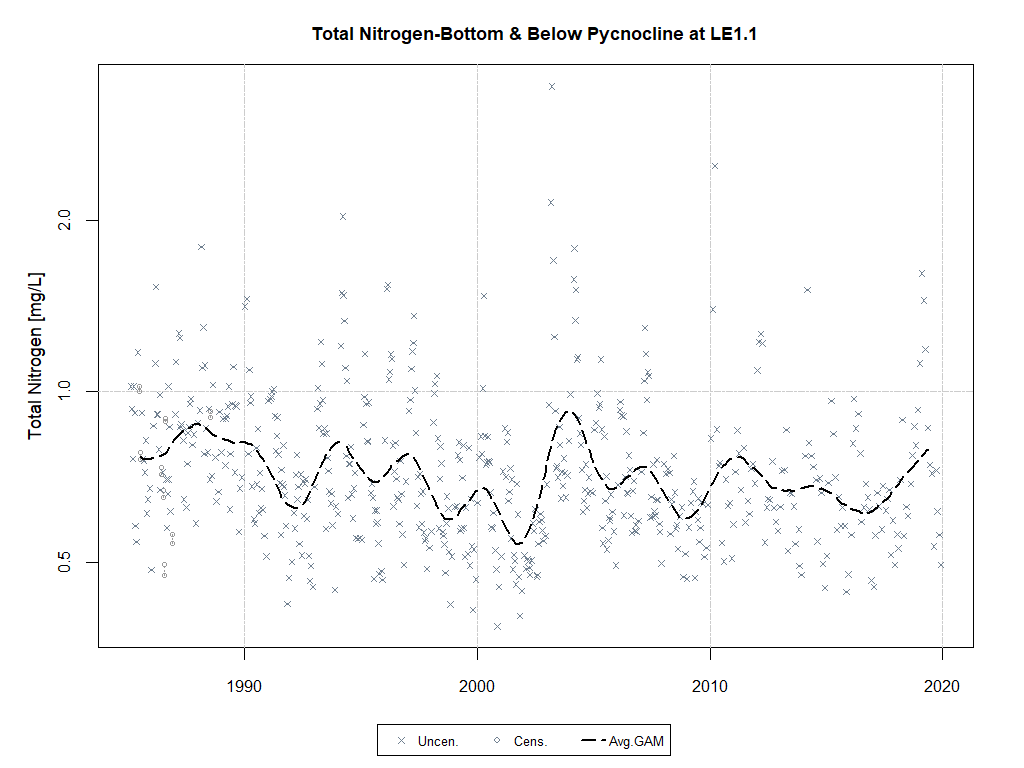 Total Nitrogen-Bottom & Below Pycnocline at LE1.1
Total Nitrogen [mg/L]
2.0
1.0
0.5
1990 2000 2010 2020
Uncen. Cens. Avg.GAM